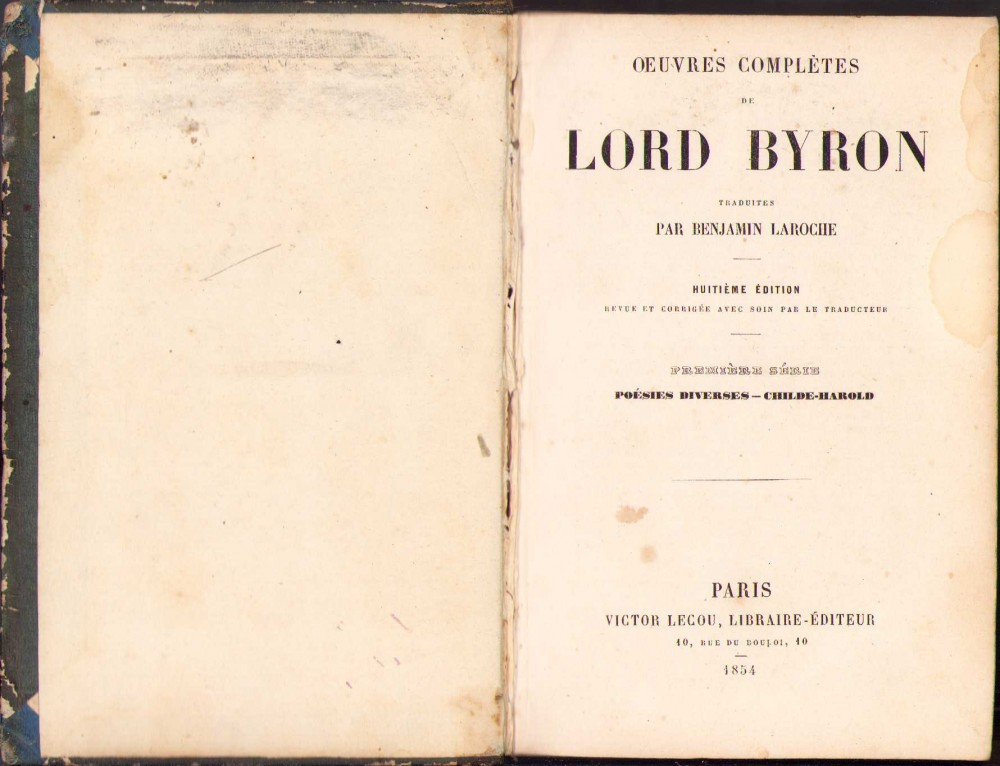 OEUVRES COMPLÈTES
DE
LORD BYRON
TRADUITES
PAR BENJAMIN LAROCHE
HUITIÈME ÉDITION
REVUE ET CORRIGÉE AVEC SOIN PAR LE TRADUCTEUR
PREMIÈRE SÉRIE
POÉSIES DIVERSES — CHILDE-HAROLD
PARIS
VICTOR LECOU, LIBRAIRE-ÉDITEUR
10, RUE DU BOULOI, 10
1854